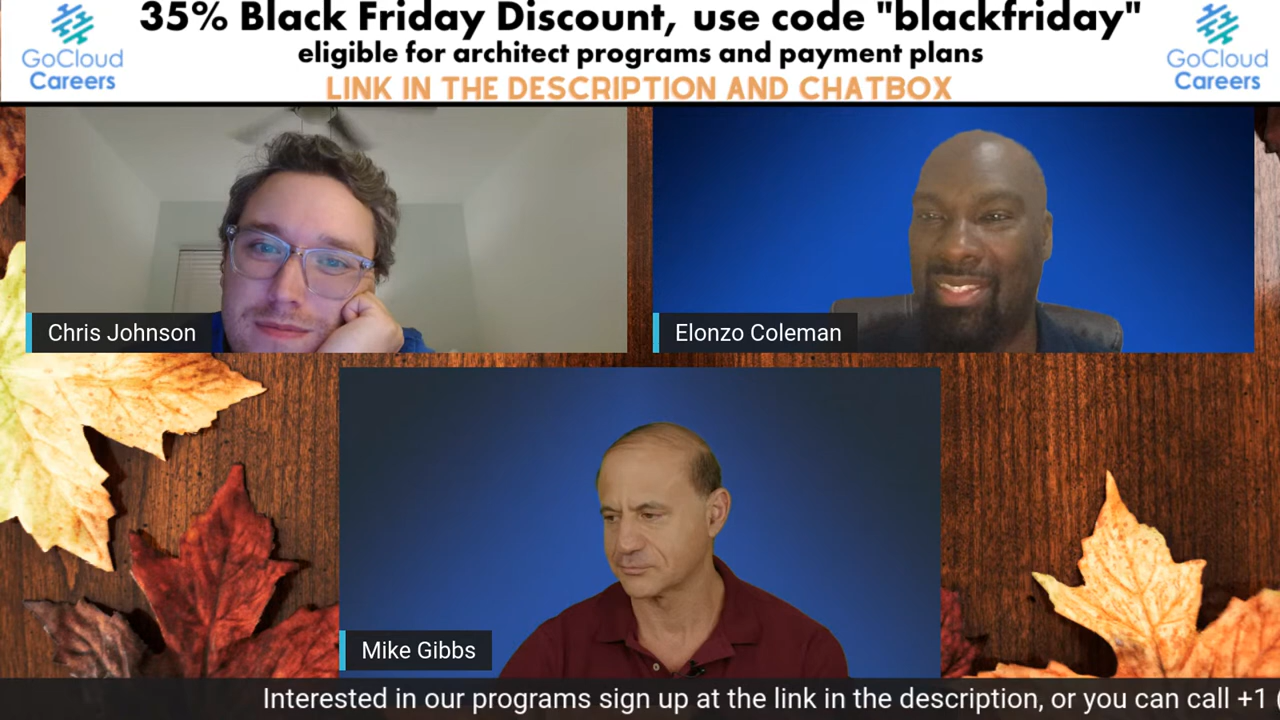 35% Black Friday Discount, use code "blackfriday"
eligible for architect programs and payment plans
LINK IN THE DESCRIPTION AND CHATBOX
GoCloud
Careers
GoCloud
Careers
Chris Johnson
Elonzo Coleman
Mike Gibbs
Interested in our programs sign up at the link in the description, or you can call +1